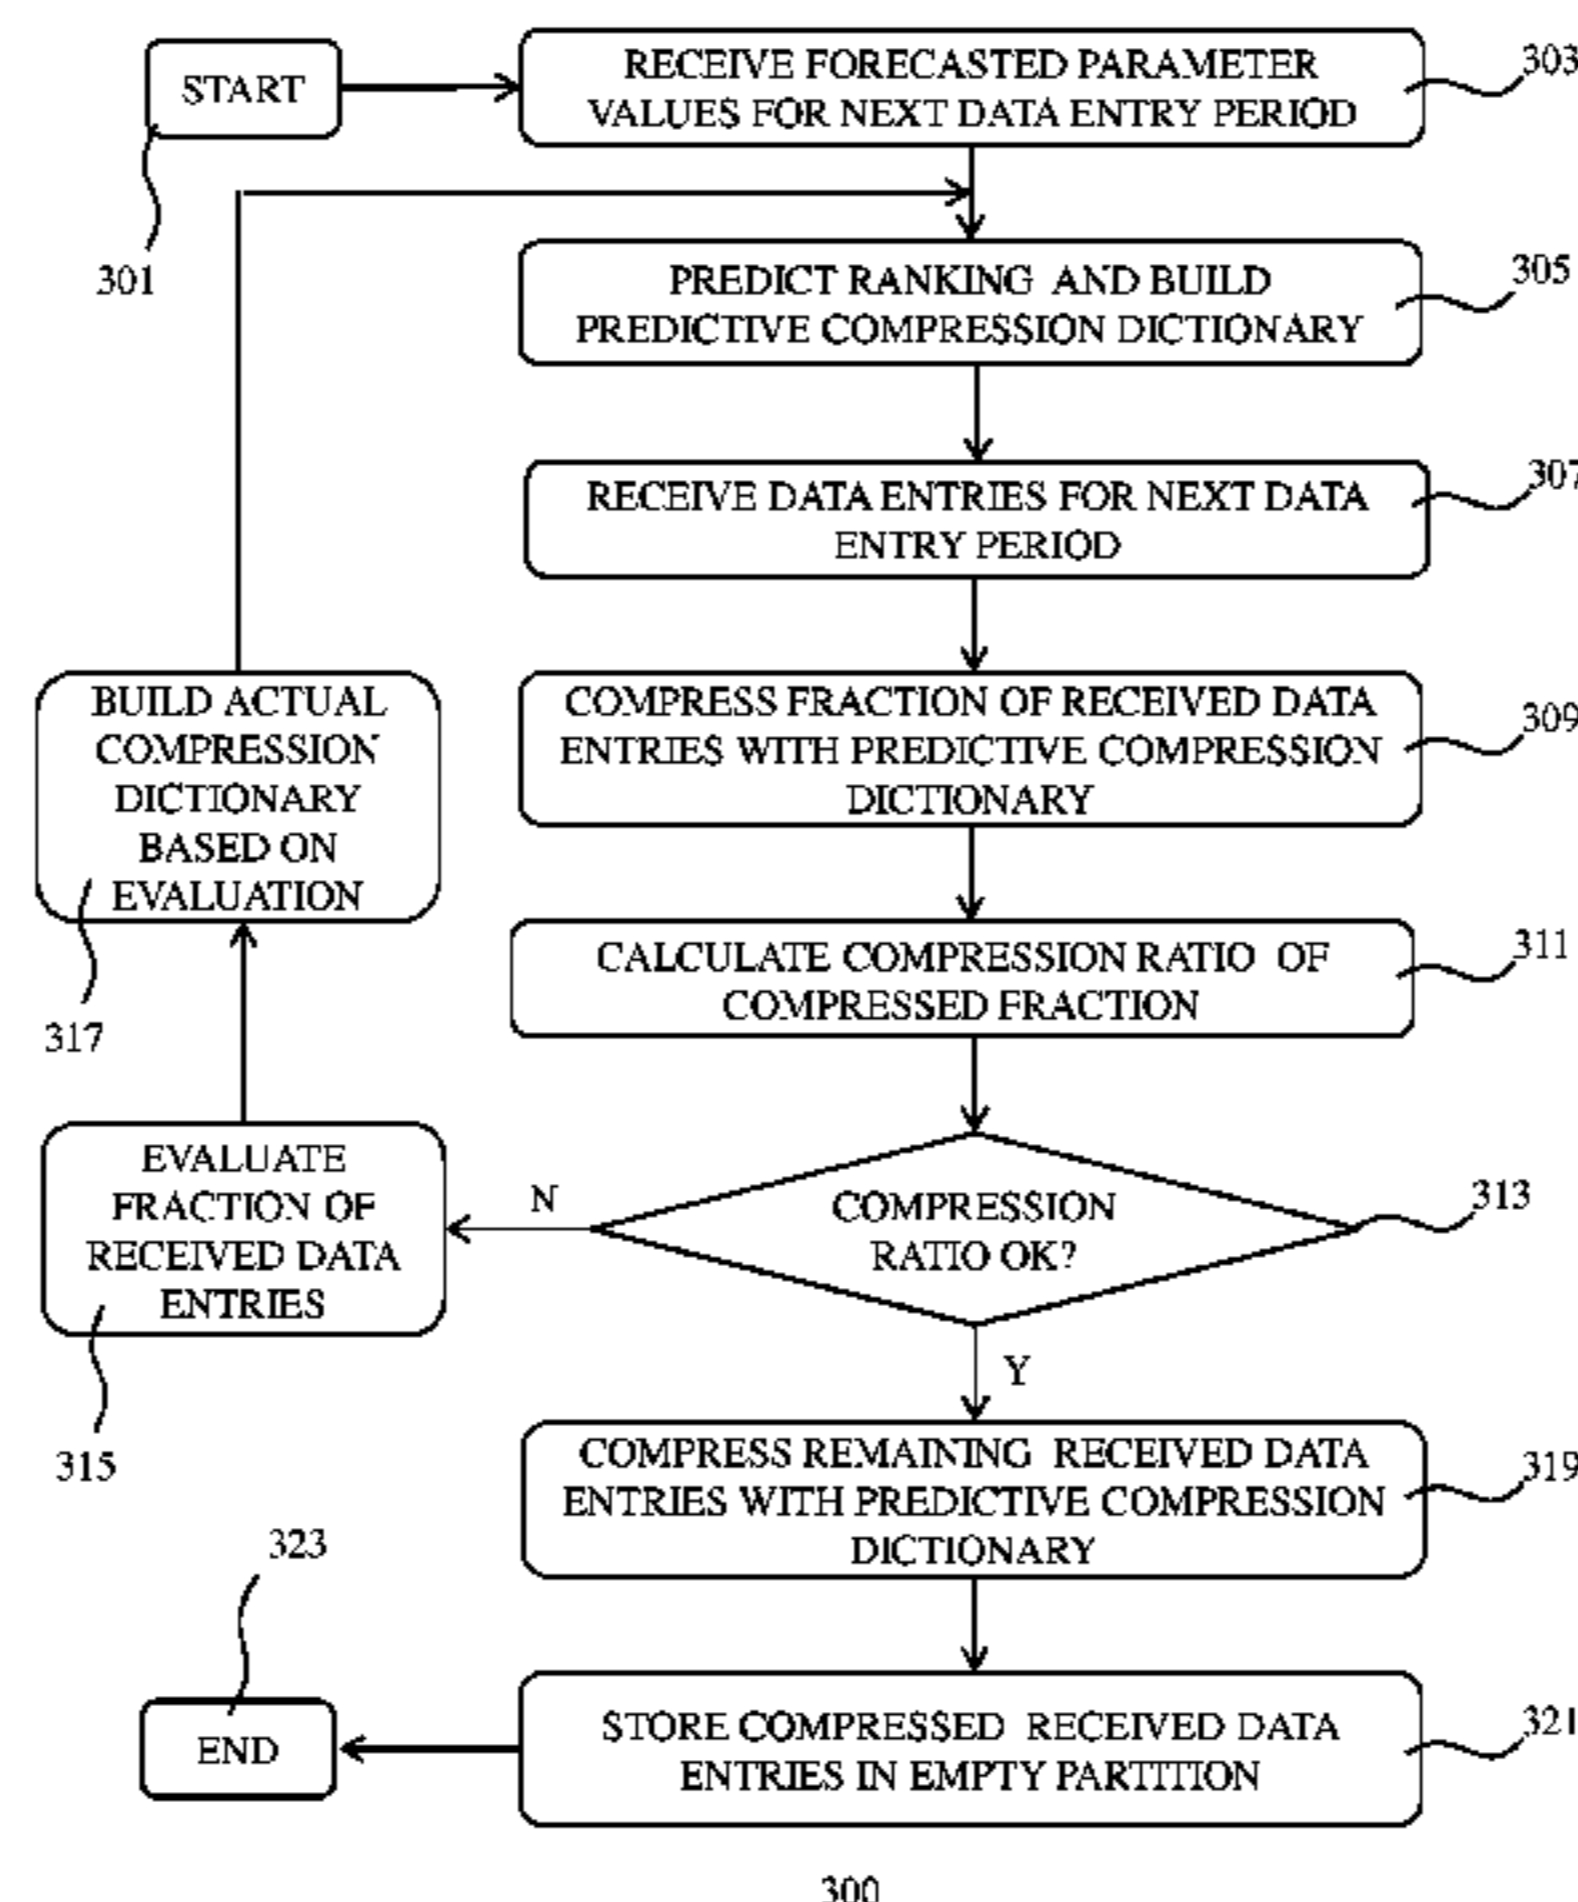 START
RECEIVE FORECASTED PARAMETER
VALUES FOR NEXT DATA ENTRY PERIOD
303
301
PREDICT RANKING AND BUILD
PREDICTIVE COMPRESSION DICTIONARY
305
RECEIVE DATA ENTRIES FOR NEXT DATA
ENTRY PERIOD
307
BUILD ACTUAL
COMPRESSION
DICTIONARY
BASED ON
EVALUATION
317
COMPRESS FRACTION OF RECEIVED DATA
ENTRIES WITH PREDICTIVE COMPRESSION
DICTIONARY
309
CALCULATE COMPRESSION RATIO OF
COMPRESSED FRACTION
311
EVALUATE
FRACTION OF
RECEIVED DATA
ENTRIES
315
N
COMPRESSION
RATIO OK?
313
Y
COMPRESS REMAINING RECEIVED DATA
ENTRIES WITH PREDICTIVE COMPRESSION
DICTIONARY
319
323
END
STORE COMPRESSED RECEIVED DATA
ENTRIES IN EMPTY PARTITION
321
300